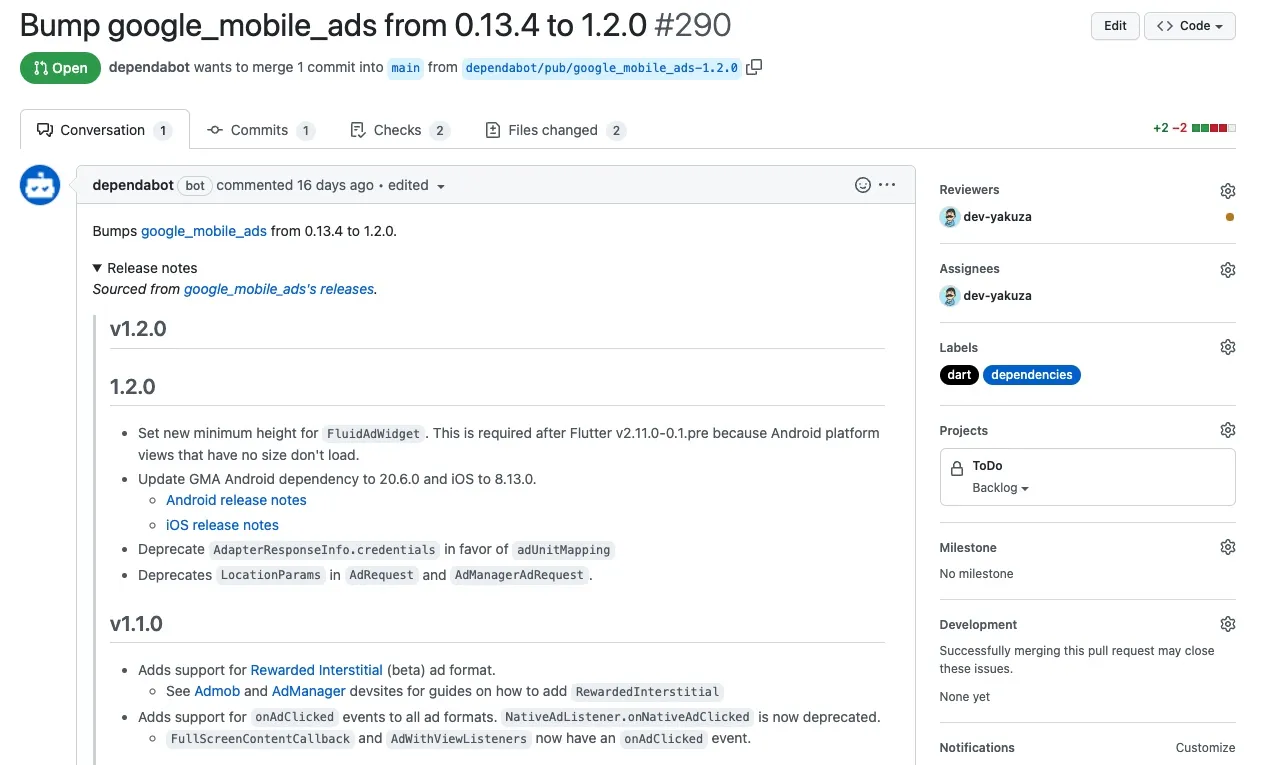 Bump google_mobile_ads from 0.13.4 to 1.2.0 #290
Edit
<> Code
Open
dependabot wants to merge 1 commit into main from dependabot/pub/google_mobile_ads-1.2.0
Conversation 1
Commits 1
Checks 2
Files changed 2
+2 −2
dependabot bot commented 16 days ago • edited
Bumps google_mobile_ads from 0.13.4 to 1.2.0.
Release notes
Sourced from google_mobile_ads's releases.
v1.2.0
1.2.0
Set new minimum height for FluidAdWidget. This is required after Flutter v2.11.0-0.1.pre because Android platform
views that have no size don't load.
Update GMA Android dependency to 20.6.0 and iOS to 8.13.0.
Android release notes
iOS release notes
Deprecate AdapterResponseInfo.credentials in favor of adUnitMapping
Deprecates LocationParams in AdRequest and AdManagerAdRequest.
v1.1.0
Adds support for Rewarded Interstitial (beta) ad format.
See Admob and AdManager devsites for guides on how to add RewardedInterstitial
Adds support for onAdClicked events to all ad formats. NativeAdListener.onNativeAdClicked is now deprecated.
FullScreenContentCallback and AdWithViewListeners now have an onAdClicked event.
Reviewers
dev-yakuza
Assignees
dev-yakuza
Labels
dart dependencies
Projects
ToDo
Backlog
Milestone
No milestone
Development
Successfully merging this pull request may close
these issues.
None yet
Notifications
Customize